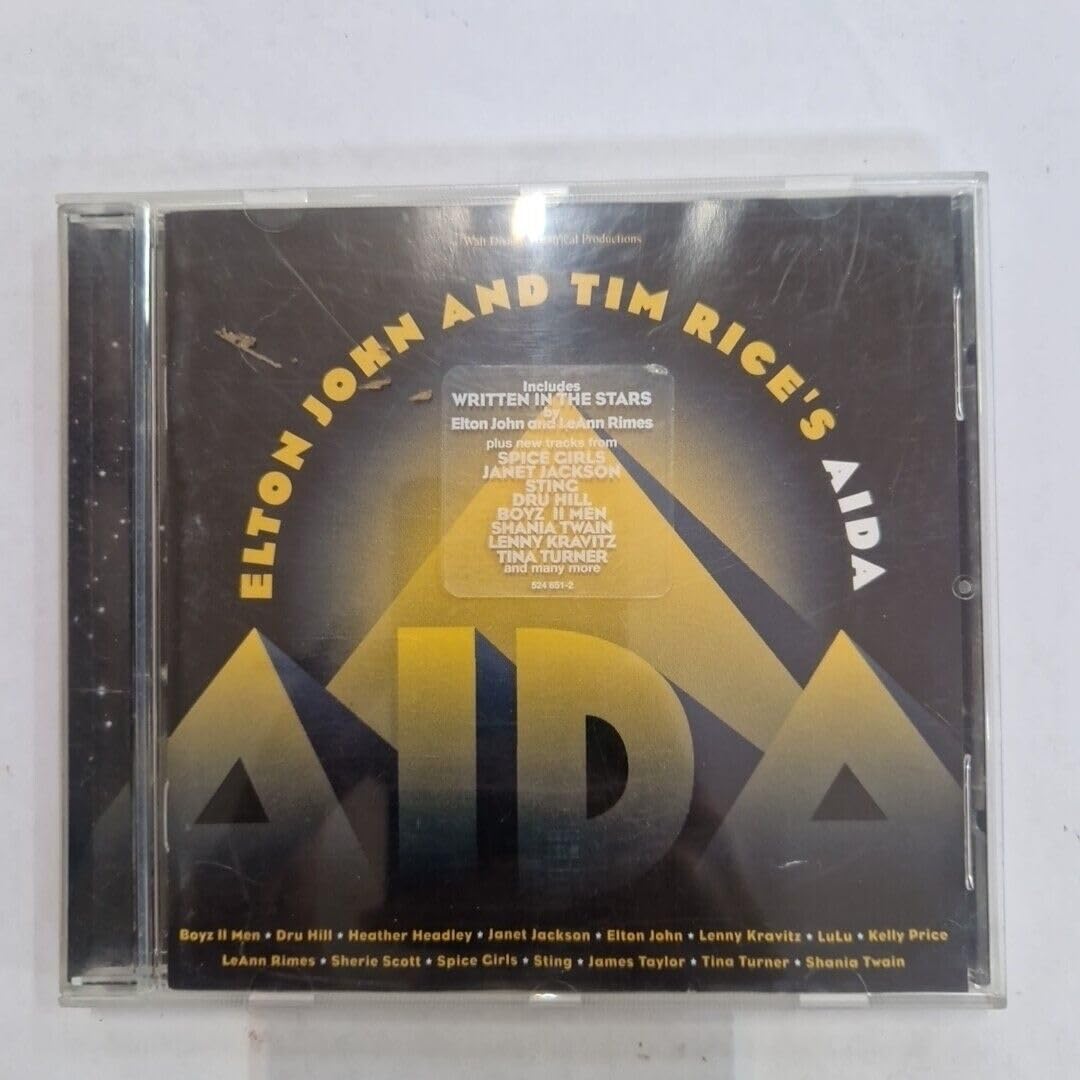 Walt Disney Theatrical Productions
ELTON JOHN AND TIM RICE'S AIDA
Includes
WRITTEN IN THE STARS
by
Elton John and LeAnn Rimes
plus new tracks from
SPICE GIRLS
JANET JACKSON
STING
DRU HILL
BOYZ II MEN
SHANIA TWAIN
LENNY KRAVITZ
TINA TURNER
and many more
524 651-2
AIDA
Boyz II Men * Dru Hill * Heather Headley * Janet Jackson * Elton John * Lenny Kravitz * LuLu * Kelly Price
LeAnn Rimes * Sherie Scott * Spice Girls * Sting * James Taylor * Tina Turner * Shania Twain